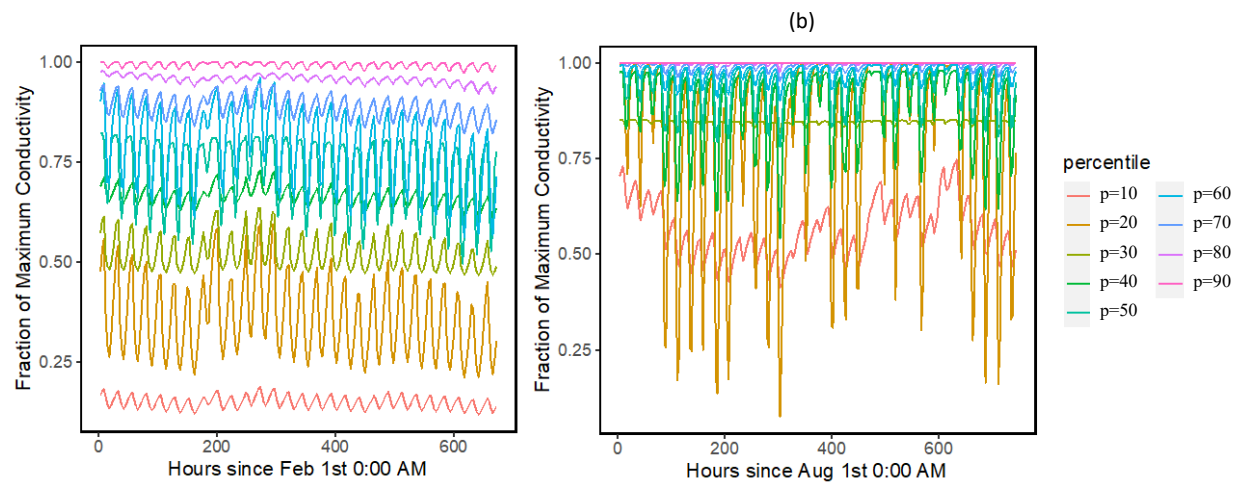 (b)
Fraction of Maximum Conductivity
1.00
0.75
0.50
0.25
0
200
400
600
Hours since Feb 1st 0:00 AM
Fraction of Maximum Conductivity
1.00
0.75
0.50
0.25
0
200
400
600
Hours since Aug 1st 0:00 AM
percentile
p=10
p=20
p=30
p=40
p=50
p=60
p=70
p=80
p=90